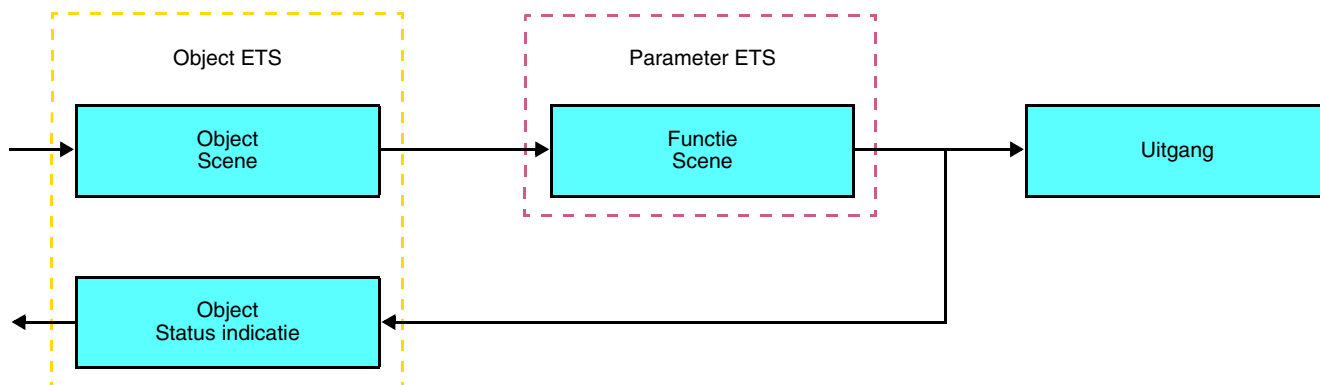 Object ETS
Parameter ETS
Object
Scene
Functie
Scene
Uitgang
Object
Status indicatie